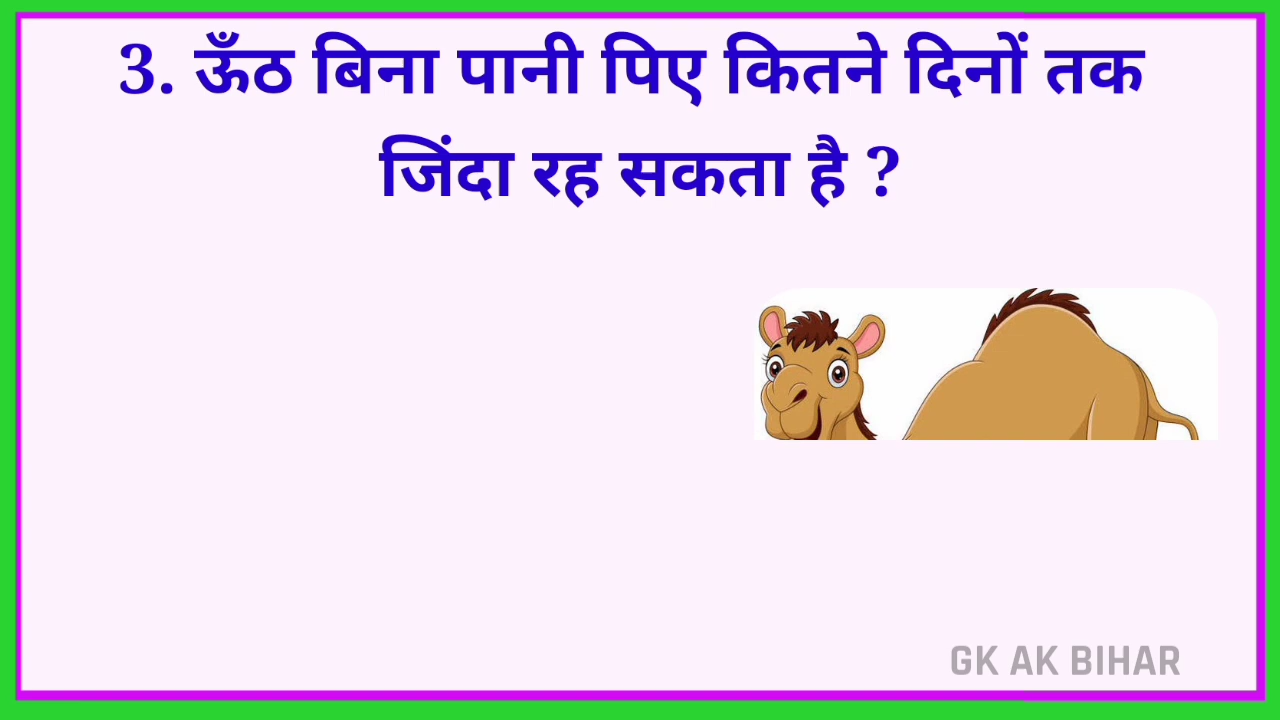 3. ऊँठ बिना पानी पिए कितने दिनों तक
जिंदा रह सकता है ?
GK AK BIHAR